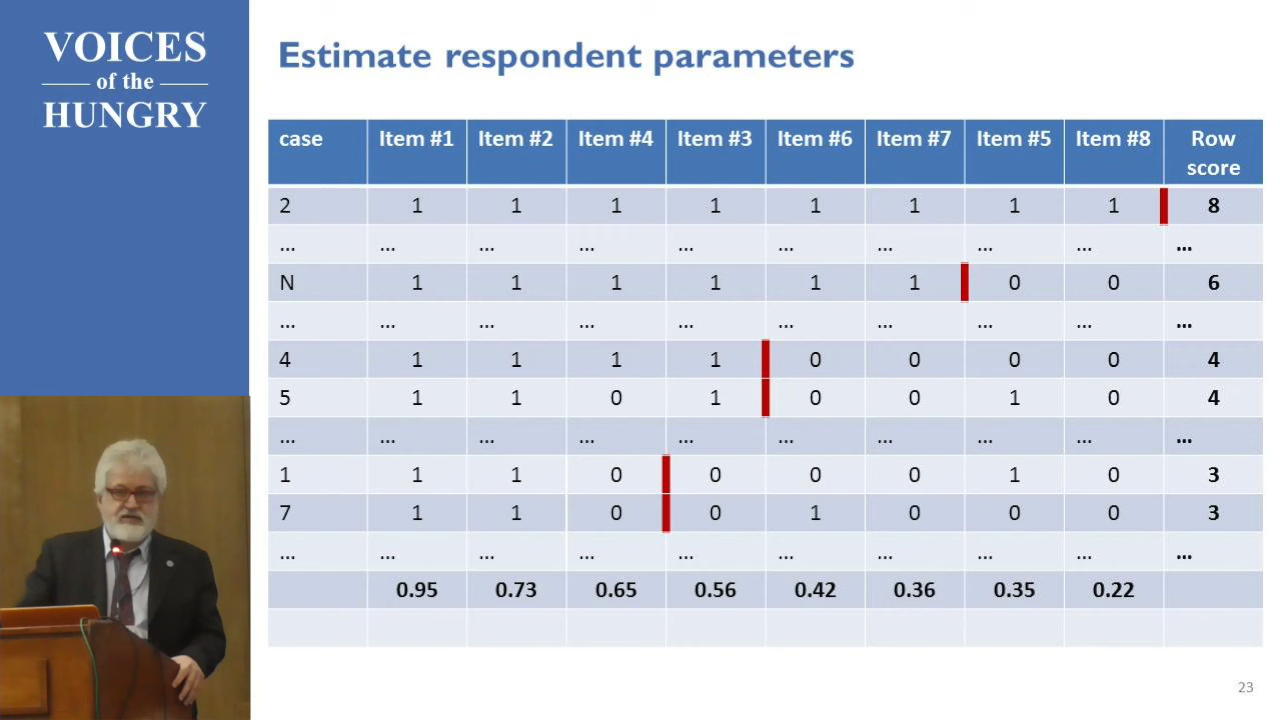 VOICES
of the
HUNGRY
Estimate respondent parameters
case Item #1 Item #2 Item #4 Item #3 Item #6 Item #7 Item #5 Item #8 Row score
2 1 1 1 1 1 1 1 1 8
... ... ... ... ... ... ... ... ... ...
N 1 1 1 1 1 1 0 0 6
... ... ... ... ... ... ... ... ... ...
4 1 1 1 1 0 0 0 0 4
5 1 1 0 1 0 0 1 0 4
... ... ... ... ... ... ... ... ... ...
1 1 1 0 0 0 0 1 0 3
7 1 1 0 0 1 0 0 0 3
... ... ... ... ... ... ... ... ... ...
0.95 0.73 0.65 0.56 0.42 0.36 0.35 0.22
23